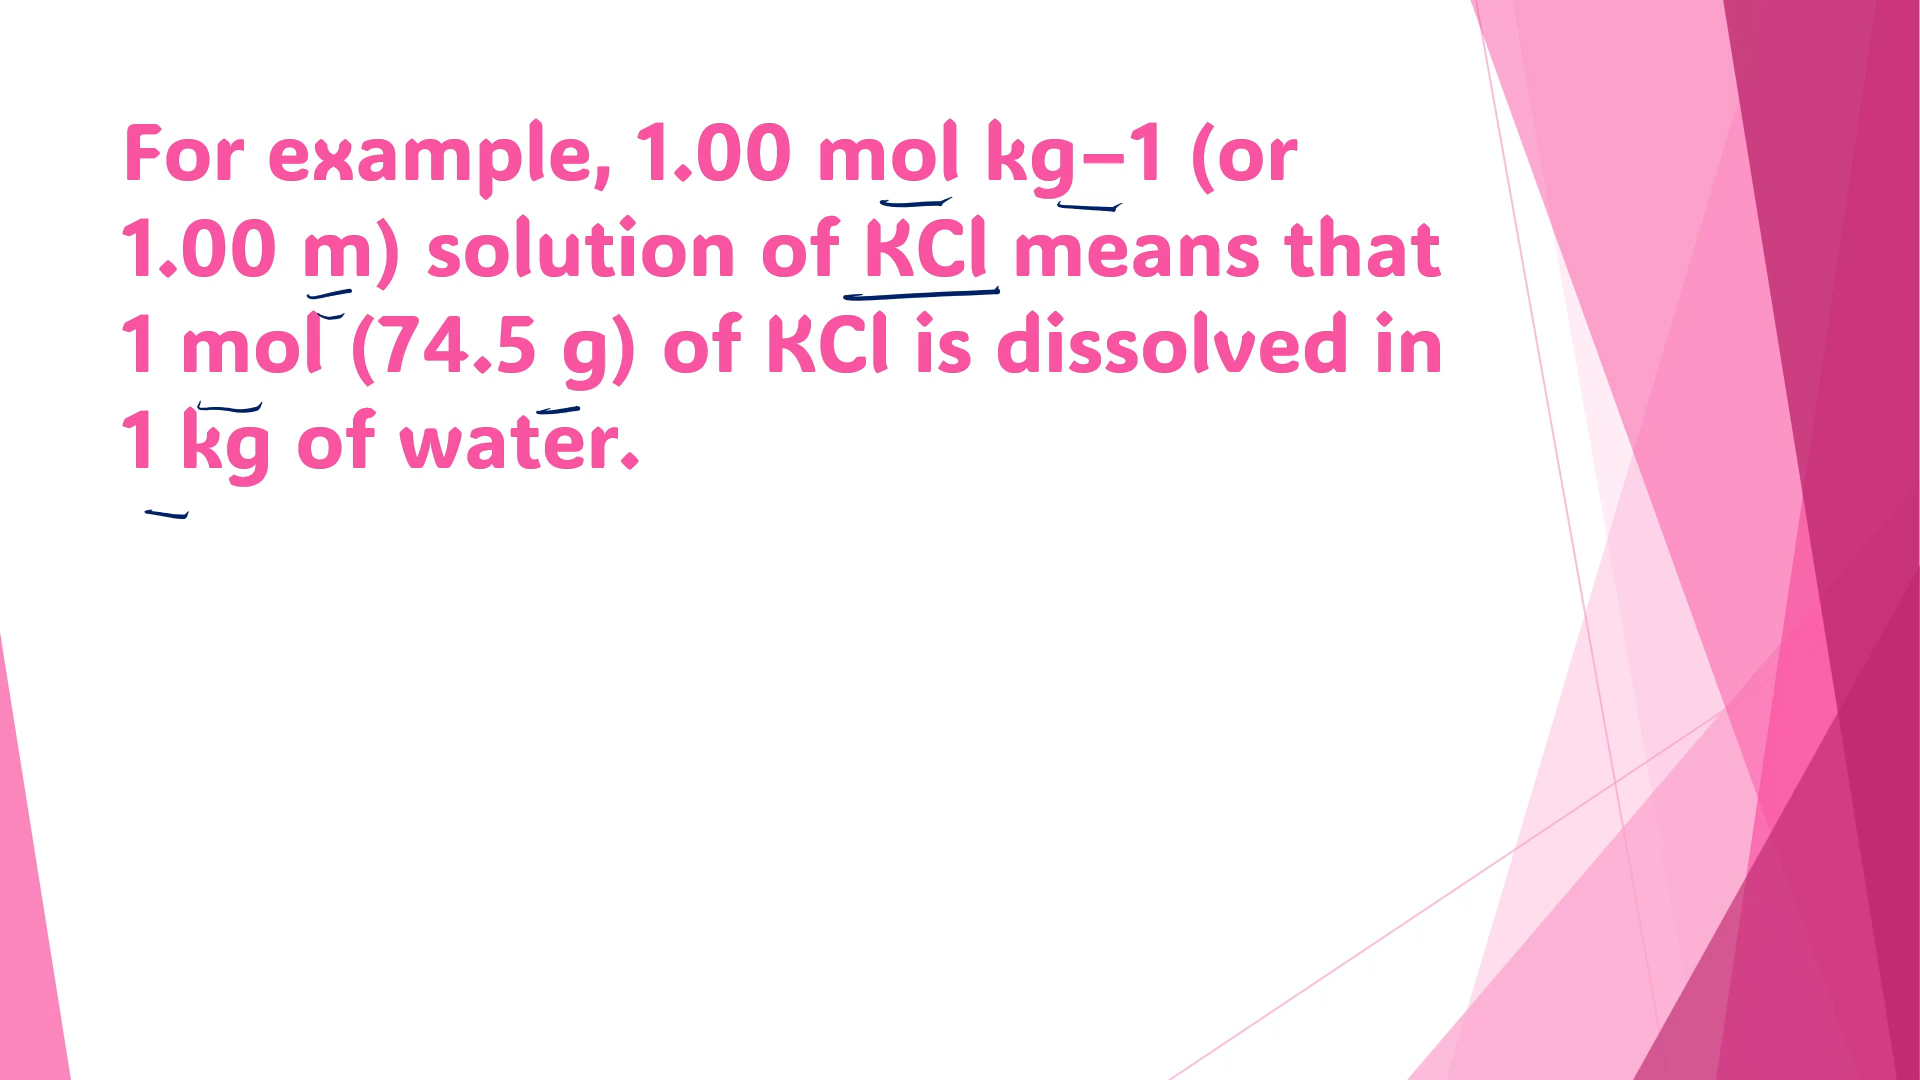 For example, 1.00 mol kg–1 (or
1.00 m) solution of KCl means that
1 mol (74.5 g) of KCl is dissolved in
1 kg of water.